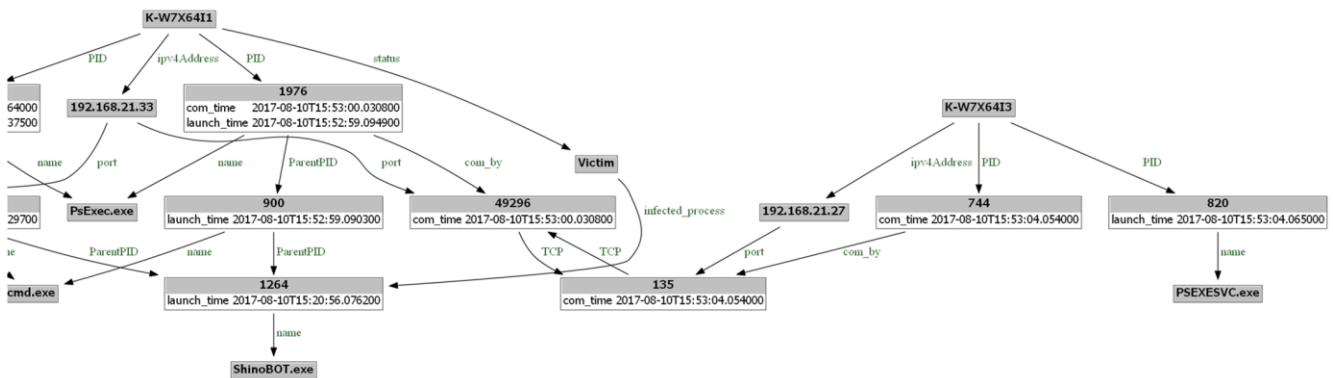 K-W7X64I1
PID
ipv4Address
PID
status
64000
37500
192.168.21.33
1976
com_time 2017-08-10T15:53:00.030800
launch_time 2017-08-10T15:52:59.094900
K-W7X64I3
name
port
name
ParentPID
port
com_by
Victim
ipv4Address
PID
PID
29700
PsExec.exe
900
launch_time 2017-08-10T15:52:59.090300
49296
com_time 2017-08-10T15:53:00.030800
infected_process
192.168.21.27
744
com_time 2017-08-10T15:53:04.054000
820
launch_time 2017-08-10T15:53:04.065000
ParentPID
name
ParentPID
TCP
TCP
port
com_by
name
cmd.exe
1264
launch_time 2017-08-10T15:20:56.076200
135
com_time 2017-08-10T15:53:04.054000
PSEXESVC.exe
name
ShinoBOT.exe